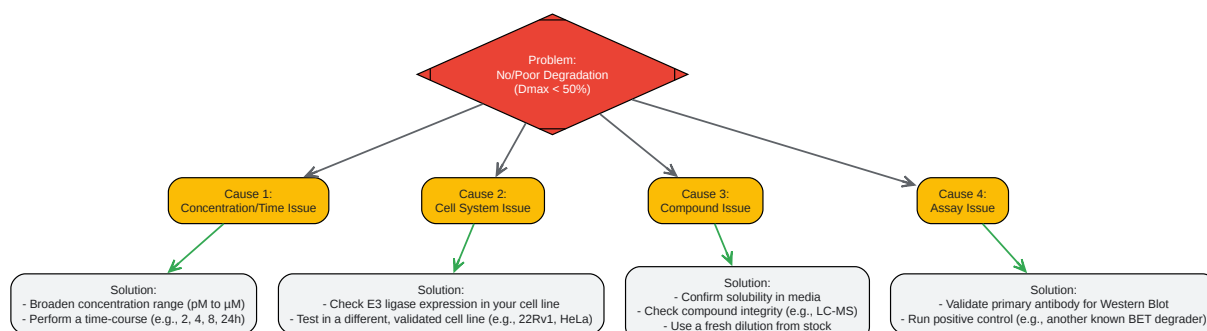 Problem:
No/Poor Degradation
(Dmax < 50%)
Cause 1:
Concentration/Time Issue
Cause 2:
Cell System Issue
Cause 3:
Compound Issue
Cause 4:
Assay Issue
Solution:
- Broaden concentration range (pM to µM)
- Perform a time-course (e.g., 2, 4, 8, 24h)
Solution:
- Check E3 ligase expression in your cell line
- Test in a different, validated cell line (e.g., 22Rv1, HeLa)
Solution:
- Confirm solubility in media
- Check compound integrity (e.g., LC-MS)
- Use a fresh dilution from stock
Solution:
- Validate primary antibody for Western Blot
- Run positive control (e.g., another known BET degrader)